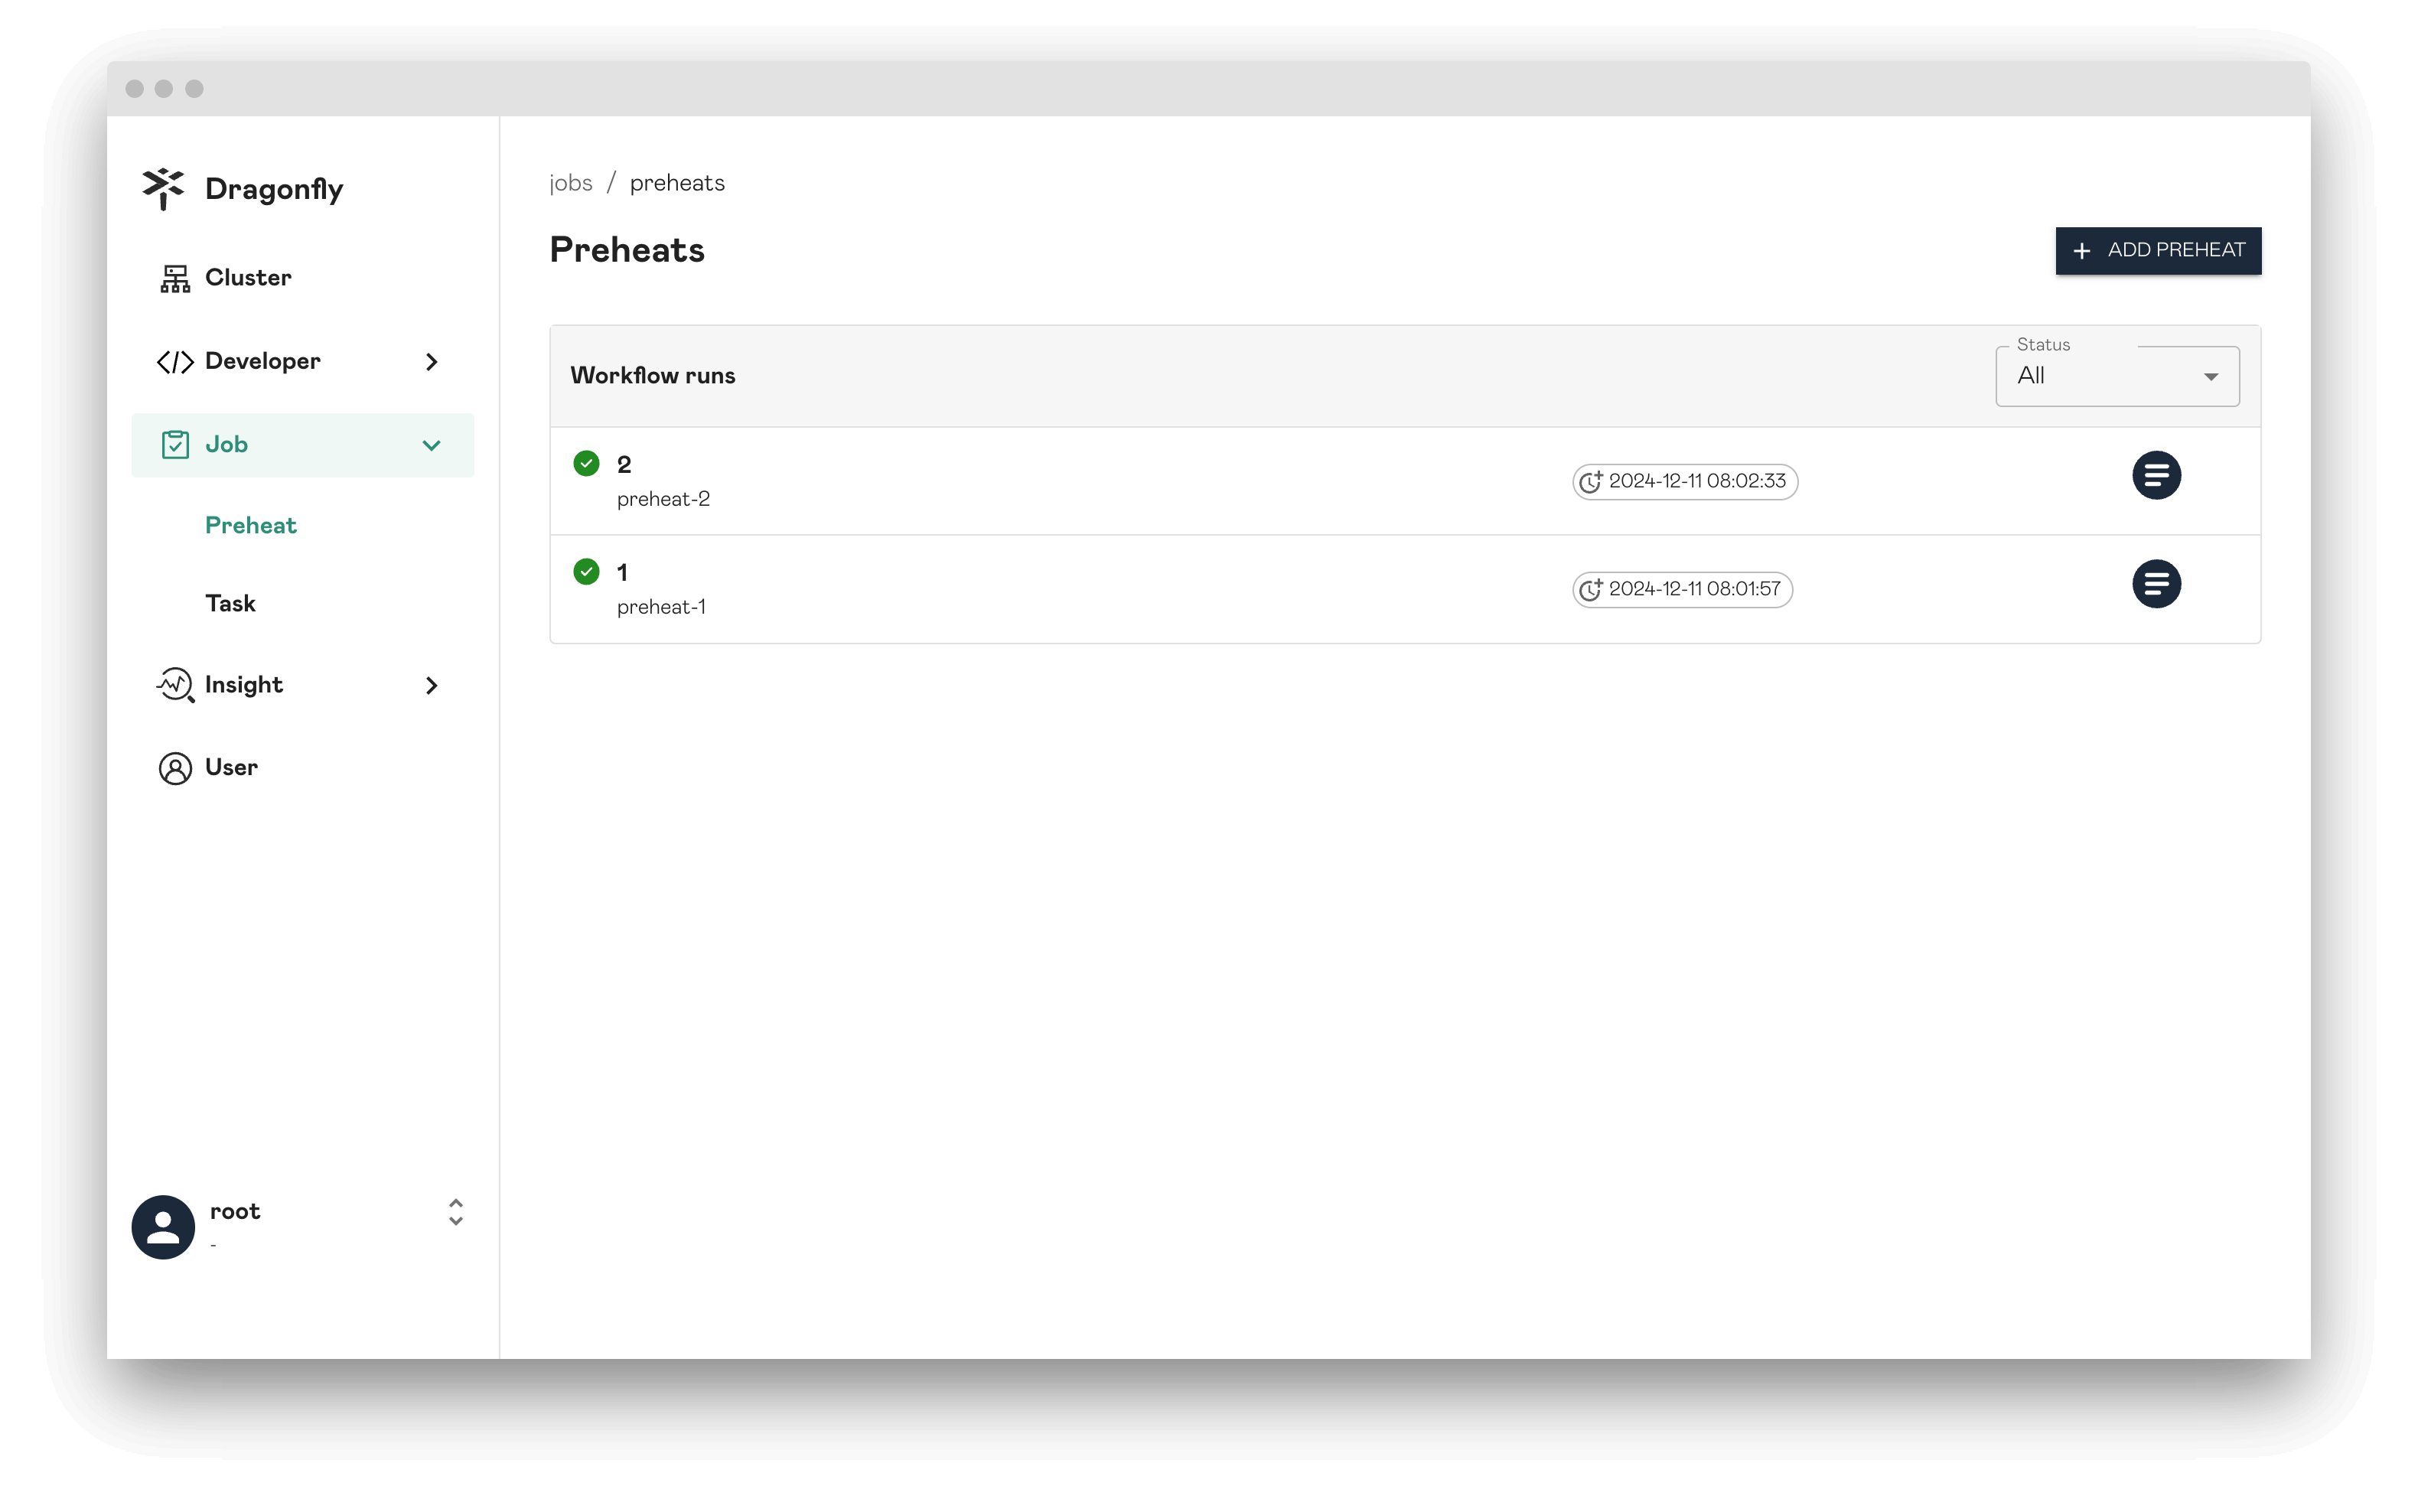 Dragonfly
Cluster
Developer
Job
Preheat
Task
Insight
User
root
-
jobs / preheats
Preheats
+ ADD PREHEAT
Workflow runs
Status
All
2
preheat-2
2024-12-11 08:02:33
1
preheat-1
2024-12-11 08:01:57